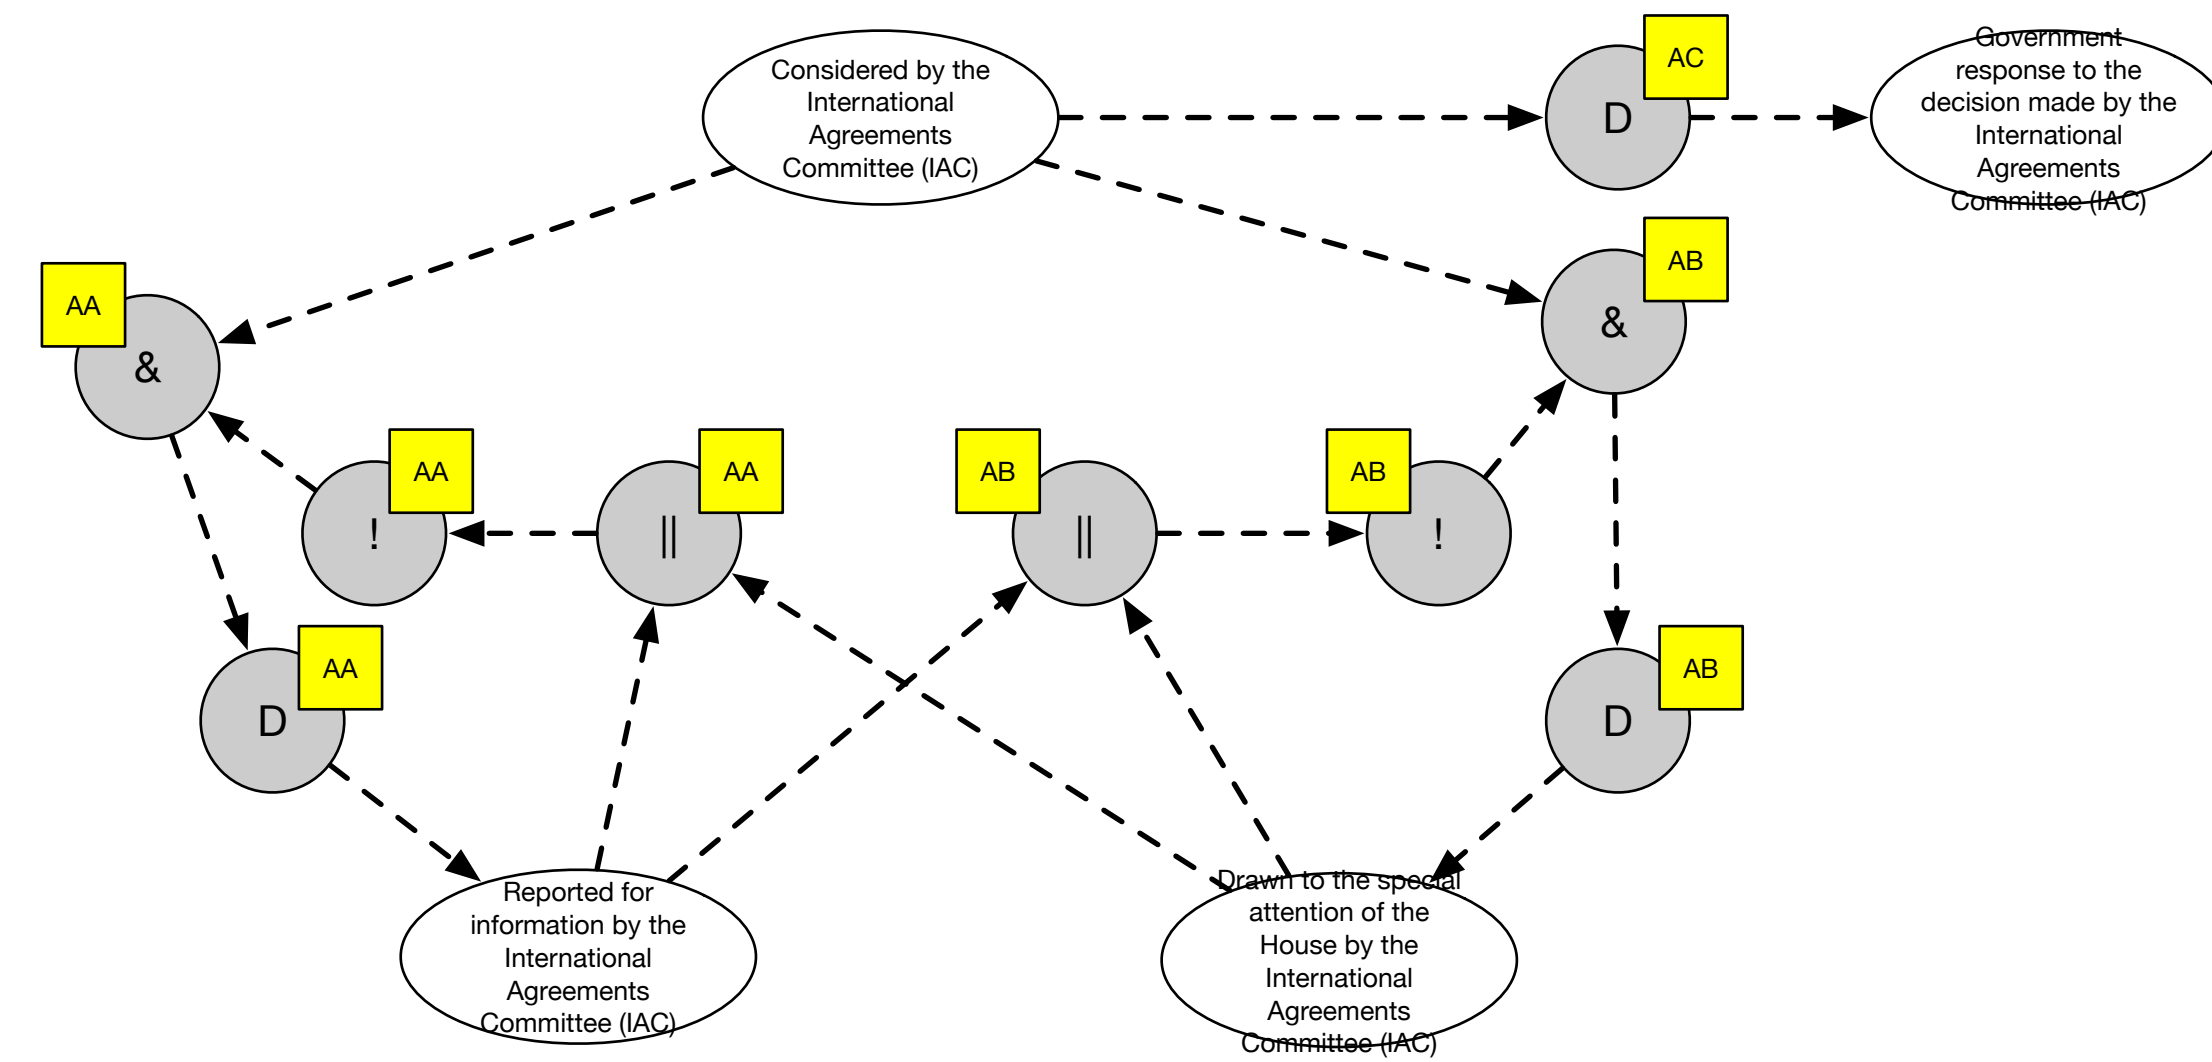 Considered by the
International
Agreements
Committee (IAC)
D
AC
Government
response to the
decision made by the
International
Agreements
Committee (IAC)
AA
&
AB
&
AA
!
AA
||
AB
||
AB
!
AA
D
AB
D
Reported for
information by the
International
Agreements
Committee (IAC)
Drawn to the special
attention of the
House by the
International
Agreements
Committee (IAC)